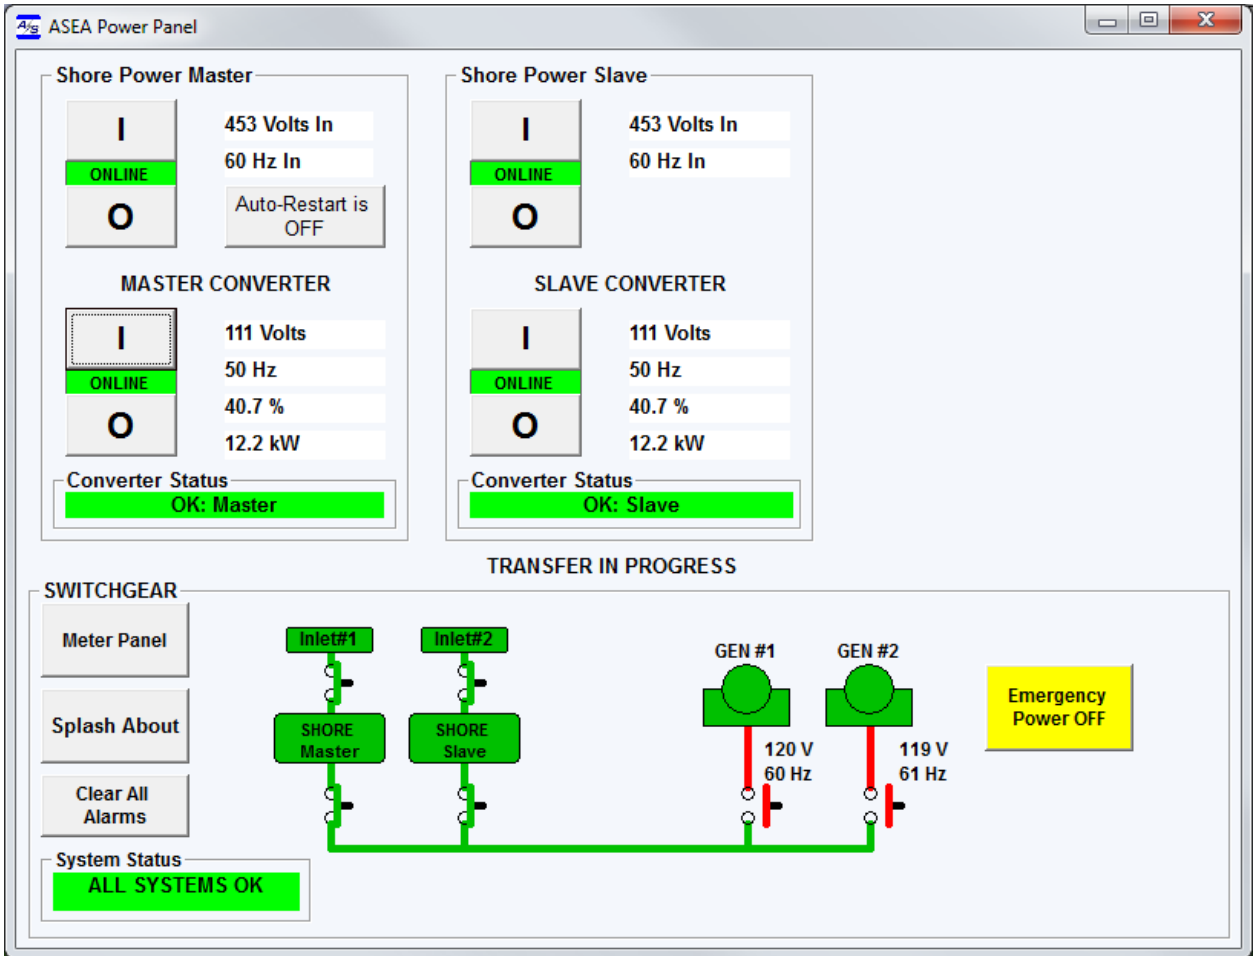 A/S ASEA Power Panel
Shore Power Master
I
453 Volts In
ONLINE
60 Hz In
O
Auto-Restart is
OFF
MASTER CONVERTER
I
111 Volts
ONLINE
50 Hz
O
40.7 %
12.2 kW
Converter Status
OK: Master
Shore Power Slave
I
453 Volts In
ONLINE
60 Hz In
O
SLAVE CONVERTER
I
111 Volts
ONLINE
50 Hz
O
40.7 %
12.2 kW
Converter Status
OK: Slave
TRANSFER IN PROGRESS
SWITCHGEAR
Meter Panel
Splash About
Clear All
Alarms
System Status
ALL SYSTEMS OK
Inlet#1
Inlet#2
SHORE
Master
SHORE
Slave
GEN #1
GEN #2
120 V
60 Hz
119 V
61 Hz
Emergency
Power OFF